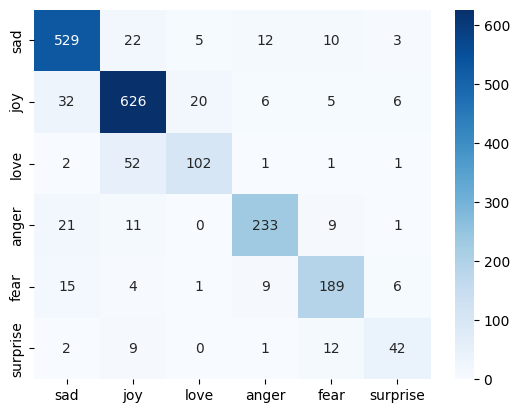 sad 529 22 5 12 10 3
joy 32 626 20 6 5 6
love 2 52 102 1 1 1
anger 21 11 0 233 9 1
fear 15 4 1 9 189 6
surprise 2 9 0 1 12 42
sad joy love anger fear surprise
600
500
400
300
200
100
0